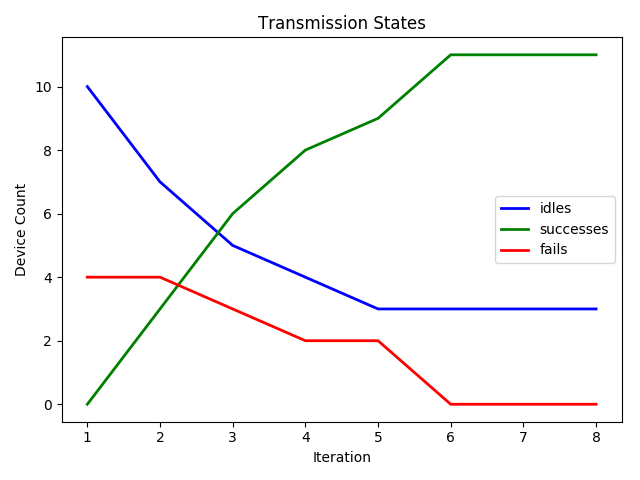 Transmission States
Device Count
10
8
6
4
2
0
idles
successes
fails
1 2 3 4 5 6 7 8
Iteration